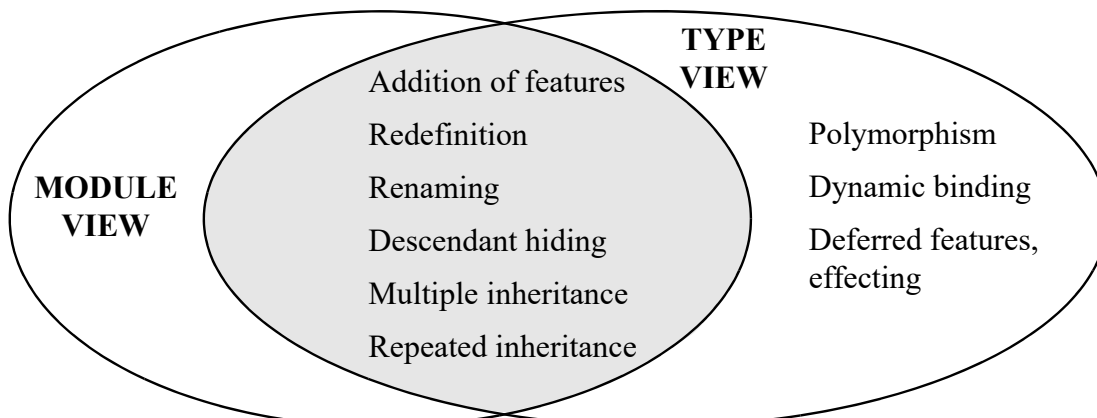 MODULE
VIEW
Addition of features
Redefinition
Renaming
Descendant hiding
Multiple inheritance
Repeated inheritance
TYPE
VIEW
Polymorphism
Dynamic binding
Deferred features,
effecting